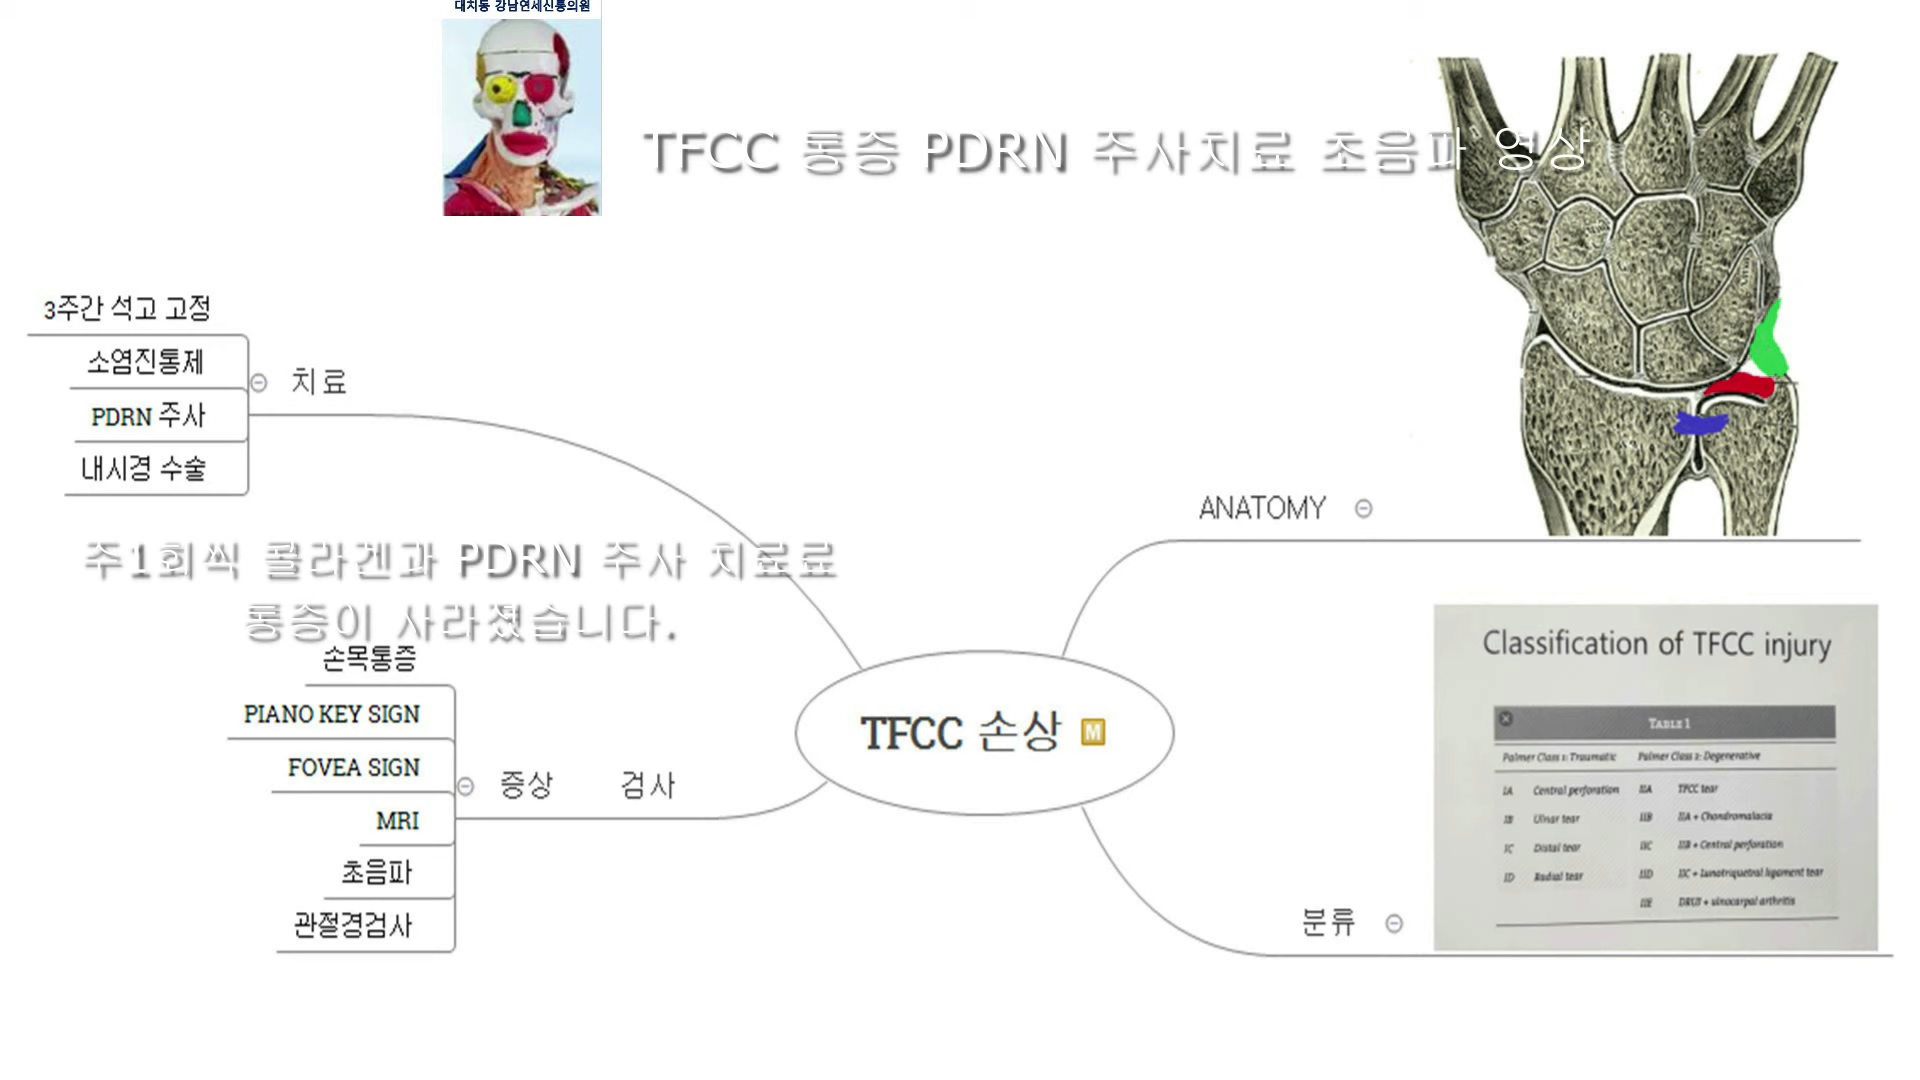 대치동 강남연세신통의원
TFCC 통증 PDRN 주사치료 초음파 영상
3주간 석고 고정
소염진통제
PDRN 주사
내시경 수술
치료
주1회씩 콜라겐과 PDRN 주사 치료로
통증이 사라졌습니다.
손목통증
PIANO KEY SIGN
FOVEA SIGN
MRI
초음파
관절경검사
증상 검사
TFCC 손상 M
ANATOMY
분류
Classification of TFCC injury
TABLE 1
Palmer Class 1: Traumatic Palmer Class 2: Degenerative
IA Central perforation IIA TFCC tear
IB Ulnar tear IIB IIA + Chondromalacia
IC Distal tear IIC IIB + Central perforation
ID Radial tear IID IIC + Lunotriquetral ligament tear
IIE DRUJ + ulnocarpal arthritis